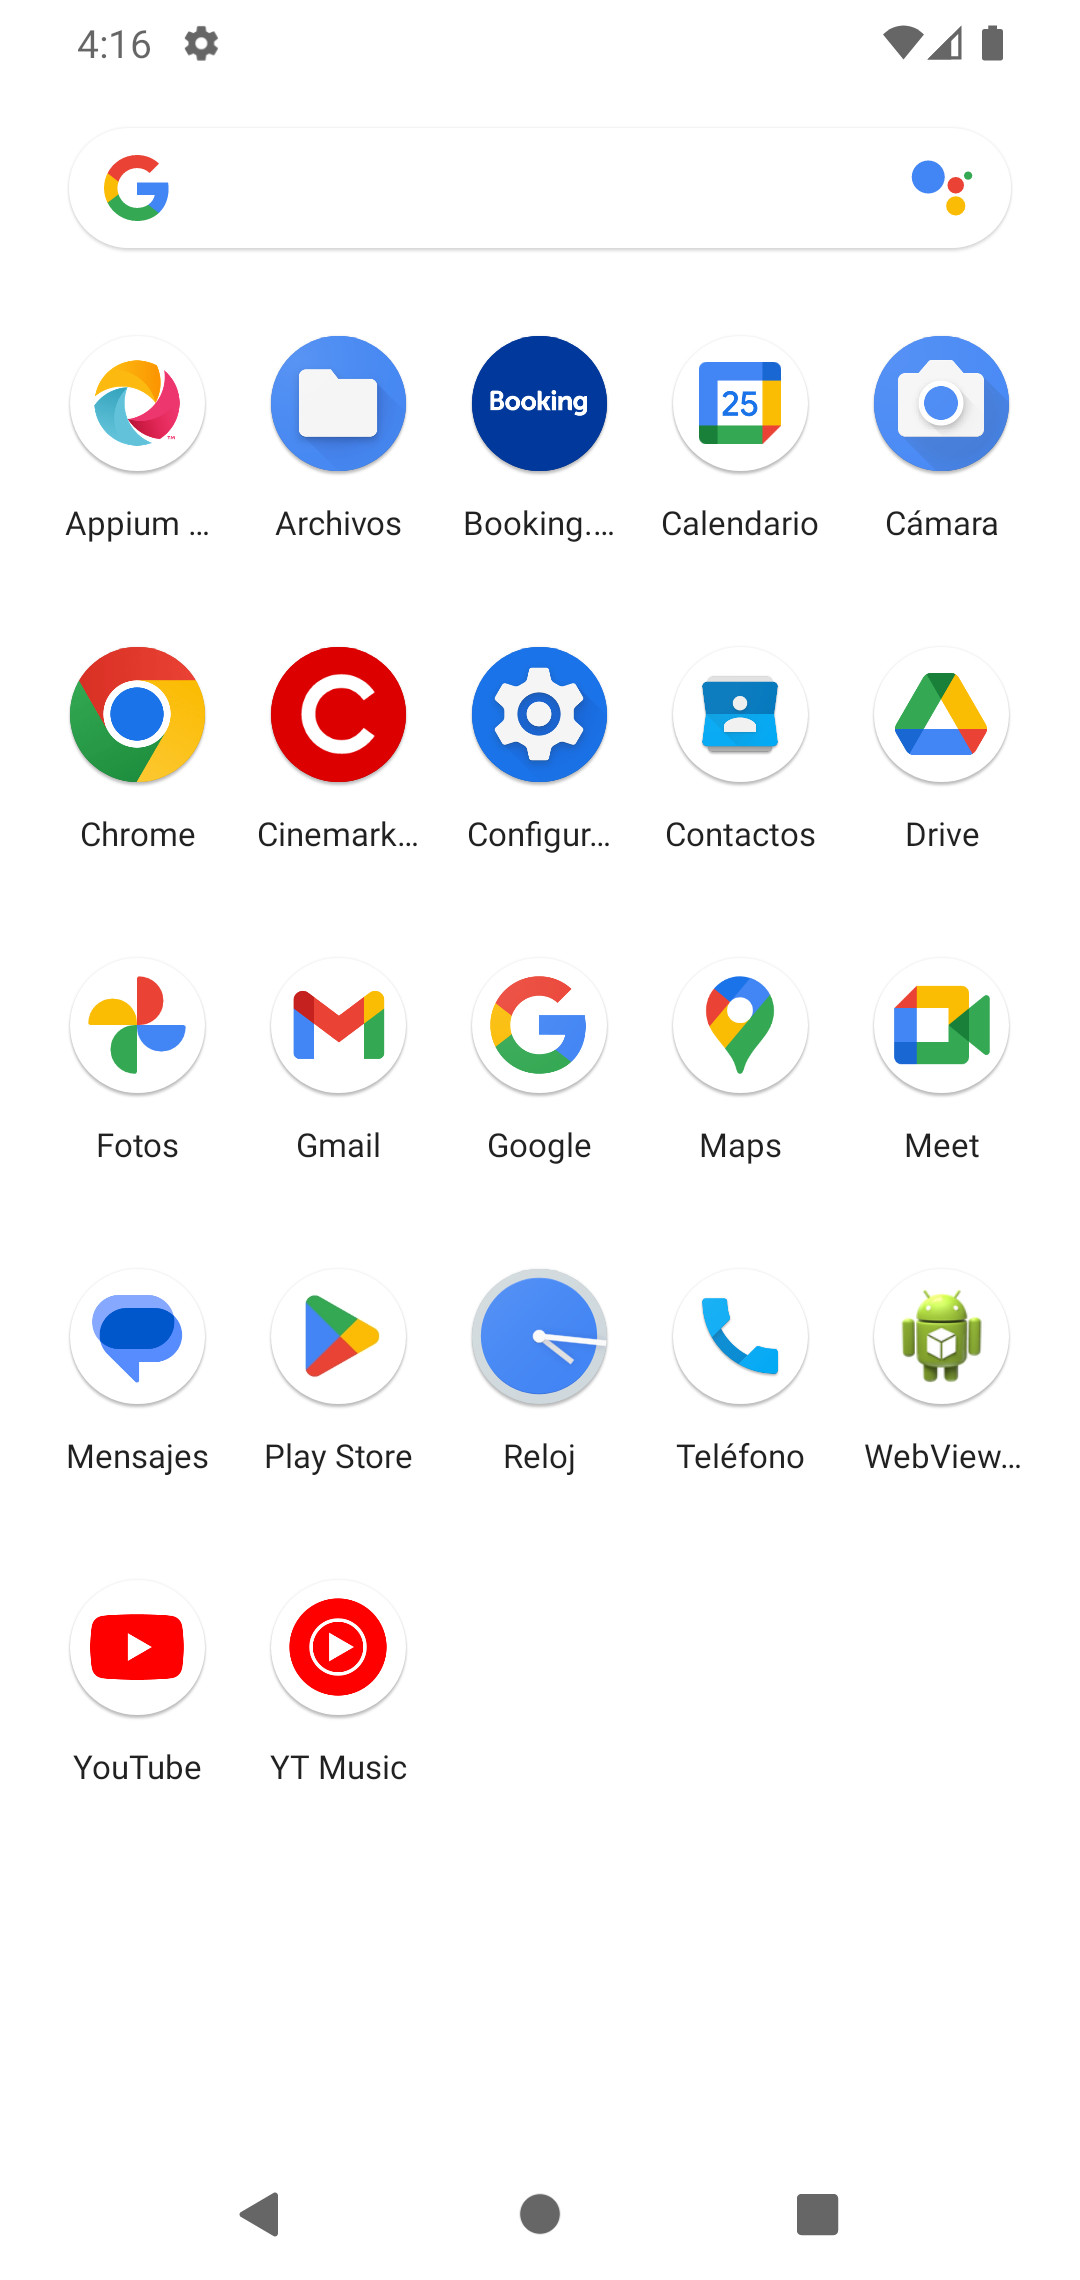 4:16
Booking
25
Appium …
Archivos
Booking.…
Calendario
Cámara
Chrome
Cinemark…
Configur…
Contactos
Drive
Fotos
Gmail
Google
Maps
Meet
Mensajes
Play Store
Reloj
Teléfono
WebView…
YouTube
YT Music